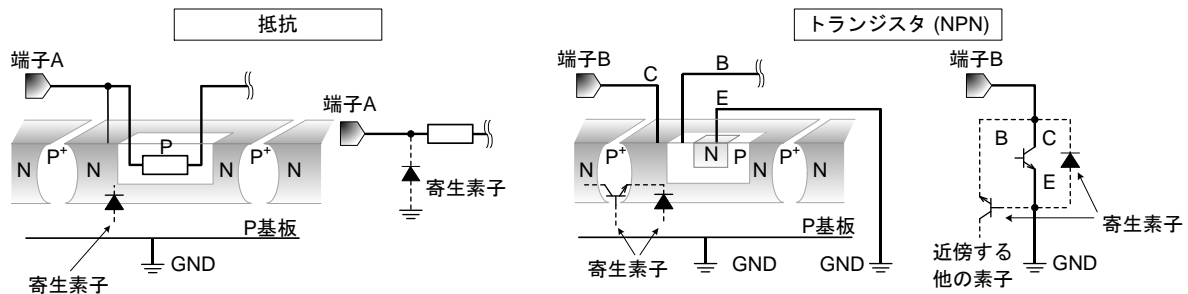 抵抗
端子A
N
P+
N
P
N
P+
N
P基板
寄生素子
GND
端子A
寄生素子
トランジスタ (NPN)
端子B
C
B
E
N
P+
N
N
P
N
P+
N
P基板
寄生素子
GND
GND
端子B
B
C
E
寄生素子
近傍する
他の素子
GND